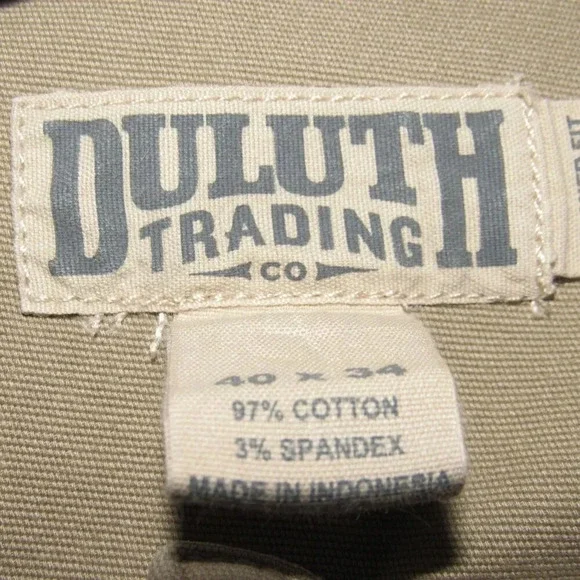 DULUTH
TRADING
CO
40 x 34
97% COTTON
3% SPANDEX
MADE IN INDONESIA